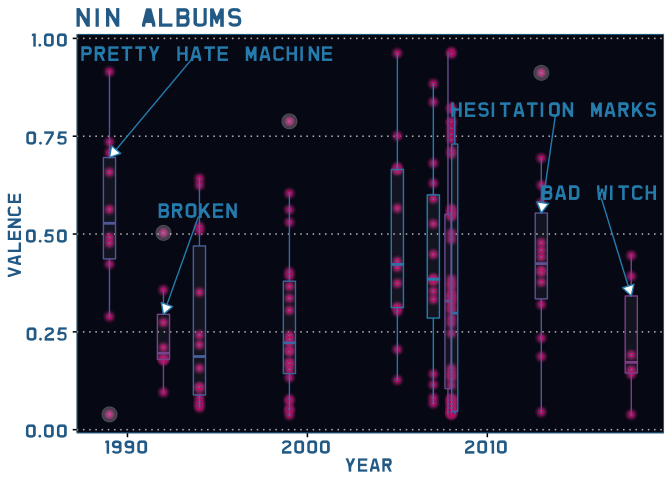 NIN ALBUMS
1.00
PRETTY HATE MACHINE
HESITATION MARKS
0.75
BAD WITCH
BROKEN
VALENCE
0.50
0.25
0.00
1990 2000 2010
YEAR